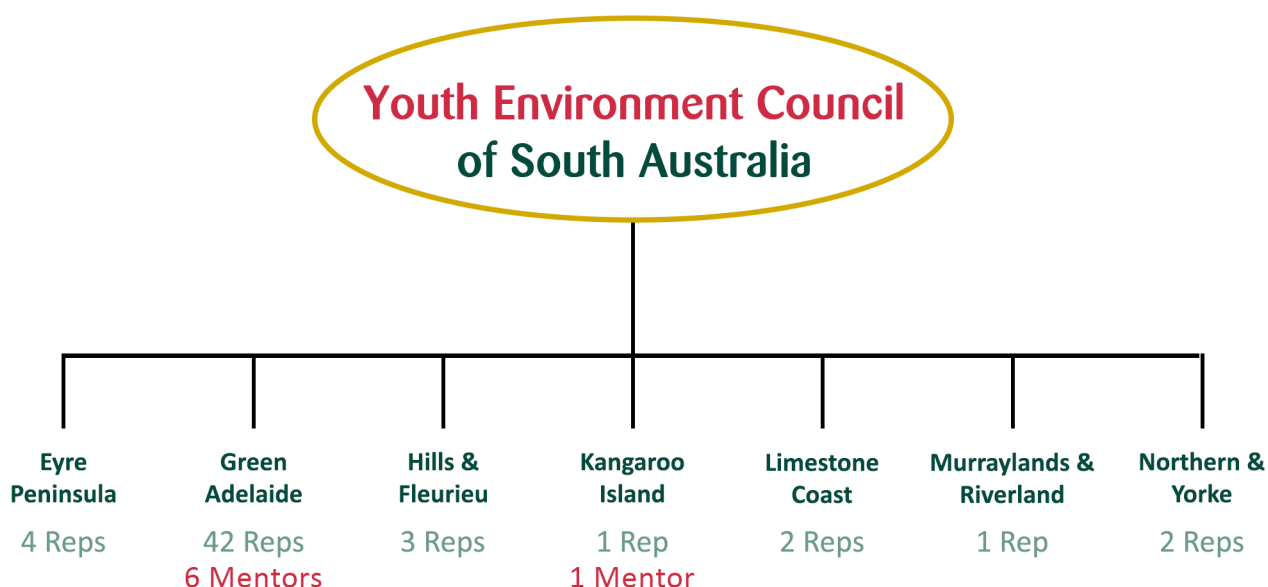 Youth Environment Council
of South Australia
Eyre
Peninsula
4 Reps
Green
Adelaide
42 Reps
6 Mentors
Hills &
Fleurieu
3 Reps
Kangaroo
Island
1 Rep
1 Mentor
Limestone
Coast
2 Reps
Murraylands &
Riverland
1 Rep
Northern &
Yorke
2 Reps